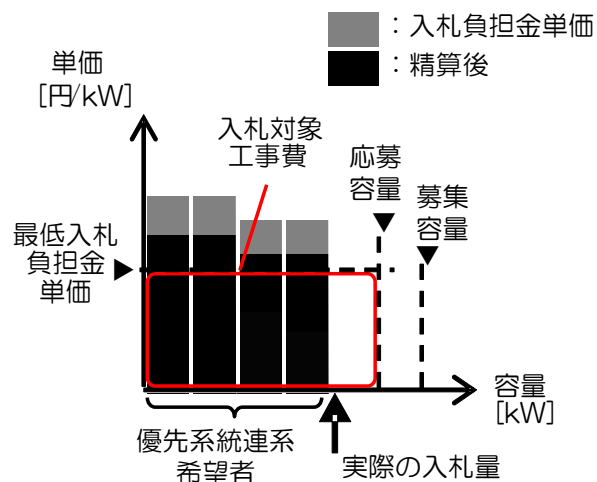 ：入札負担金単価
：精算後
単価
[円/kW]
入札対象
工事費
応募
容量
募集
容量
最低入札
負担金
単価
容量
[kW]
優先系統連系
希望者
実際の入札量